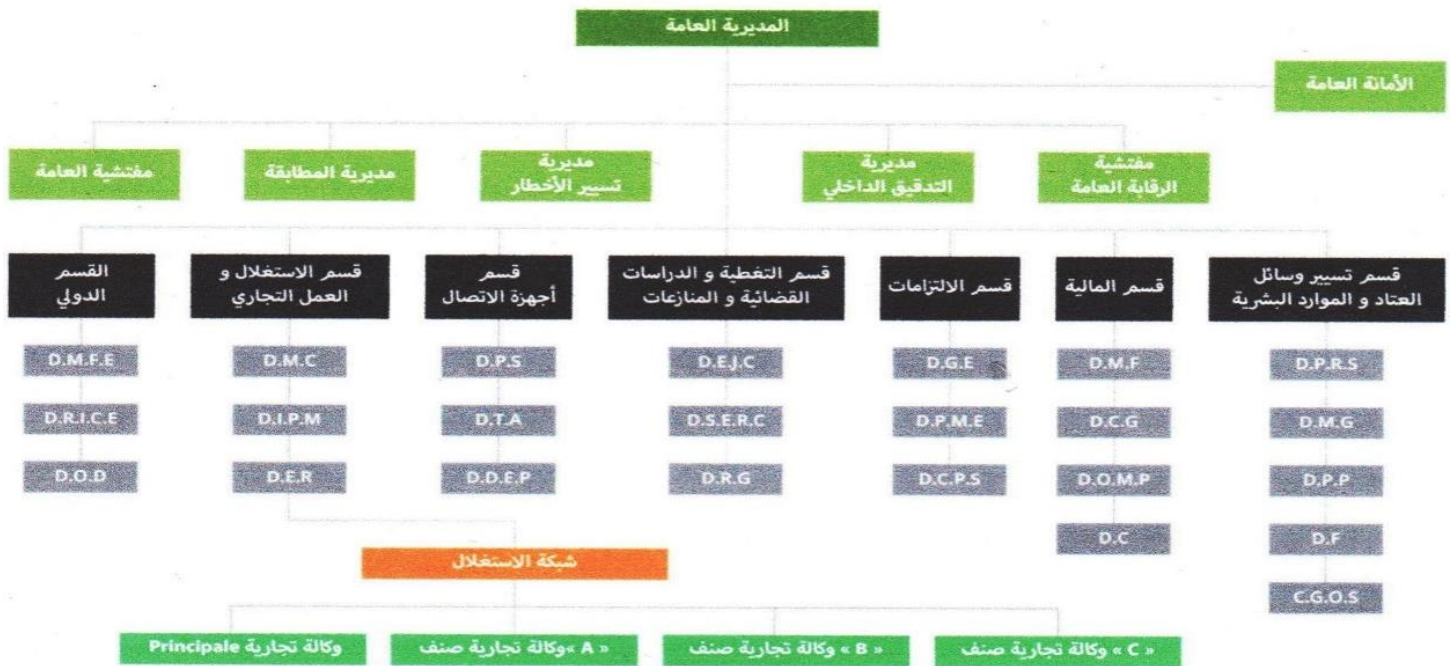 المديرية العامة
الأمانة العامة
مفتشية
الرقابة العامة
مديرية
التدقيق الداخلي
مديرية
تسيير الأخطار
مديرية المطابقة
مفتشية العامة
قسم تسيير وسائل
العتاد و الموارد البشرية
قسم المالية
قسم الالتزامات
قسم التغطية و الدراسات
القضائية و المنازعات
قسم
أجهزة الاتصال
قسم الاستغلال و
العمل التجاري
القسم
الدولي
D.P.R.S
D.M.F
D.G.E
D.E.J.C
D.P.S
D.M.C
D.M.F.E
D.M.G
D.C.G
D.P.M.E
D.S.E.R.C
D.T.A
D.I.P.M
D.R.I.C.E
D.P.P
D.O.M.P
D.C.P.S
D.R.G
D.D.E.P
D.E.R
D.O.D
D.F
D.C
C.G.O.S
شبكة الاستغلال
وكالة تجارية صنف « C »
وكالة تجارية صنف « B »
وكالة تجارية صنف « A »
وكالة تجارية Principale